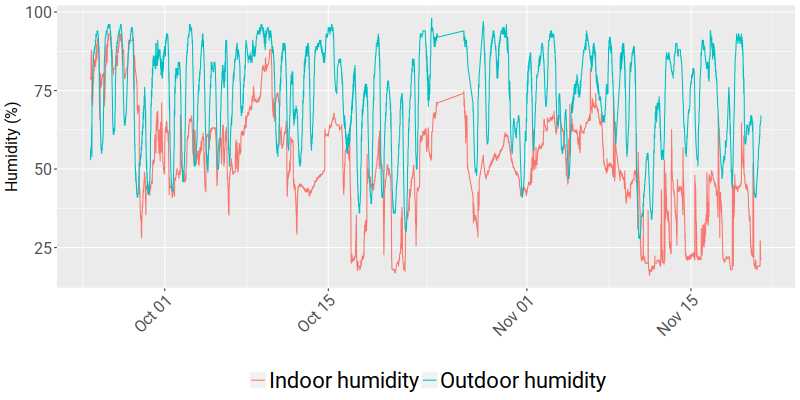 100
75
50
25
Humidity (%)
Oct 01
Oct 15
Nov 01
Nov 15
Indoor humidity
Outdoor humidity